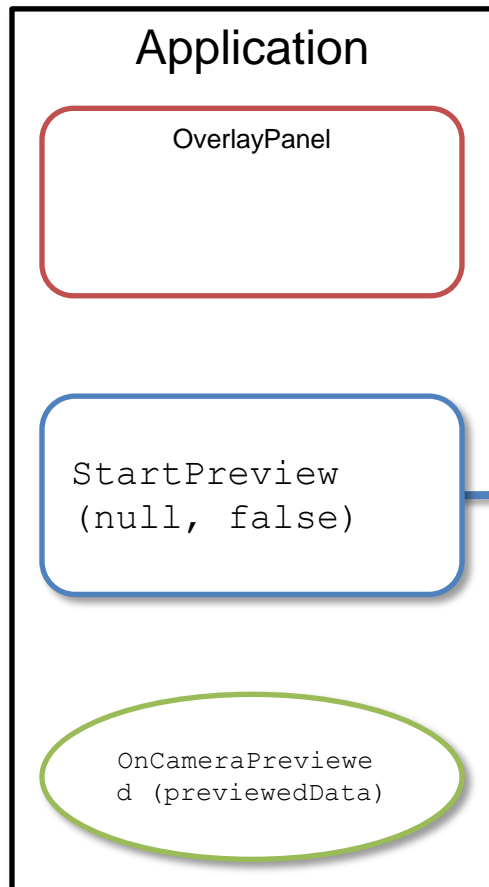 Application
OverlayPanel
StartPreview
(null, false)
OnCameraPreviewe
d (previewedData)